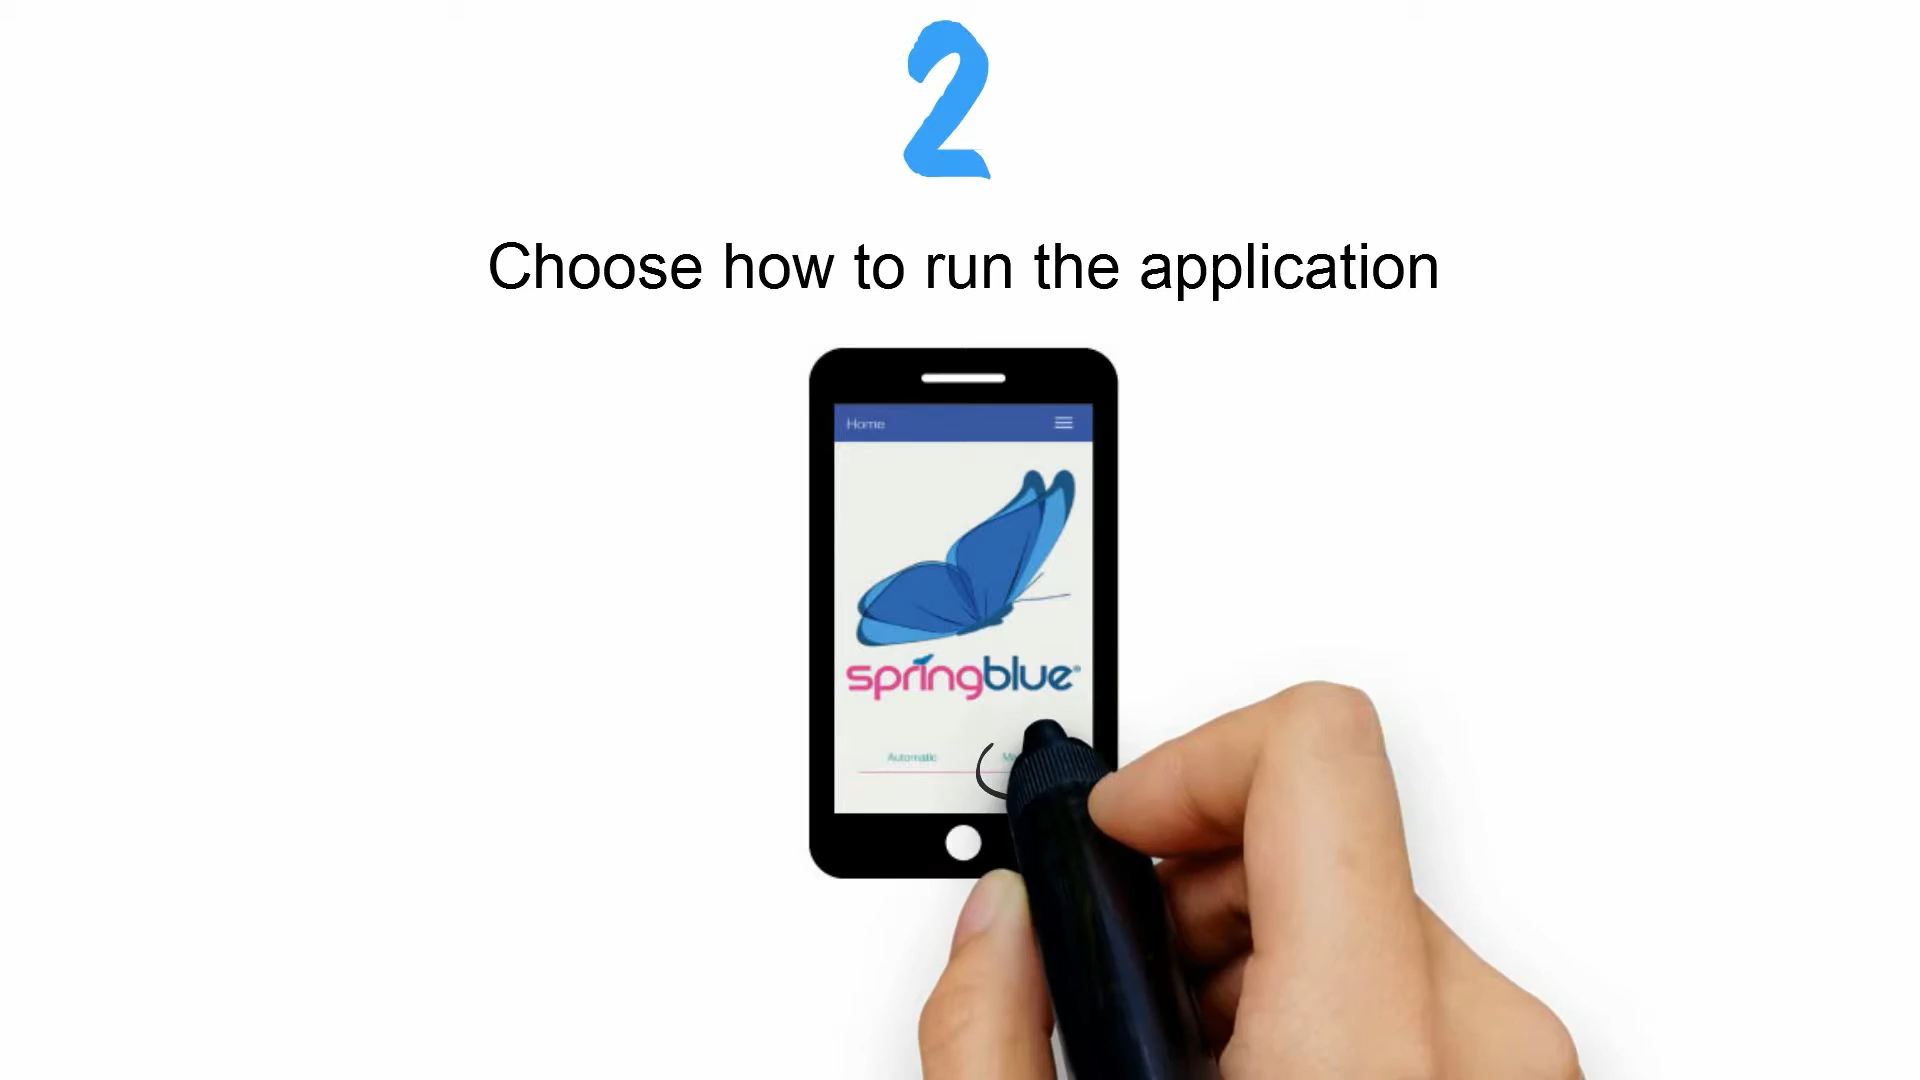 2
Choose how to run the application
Home
springblue®
Automatic